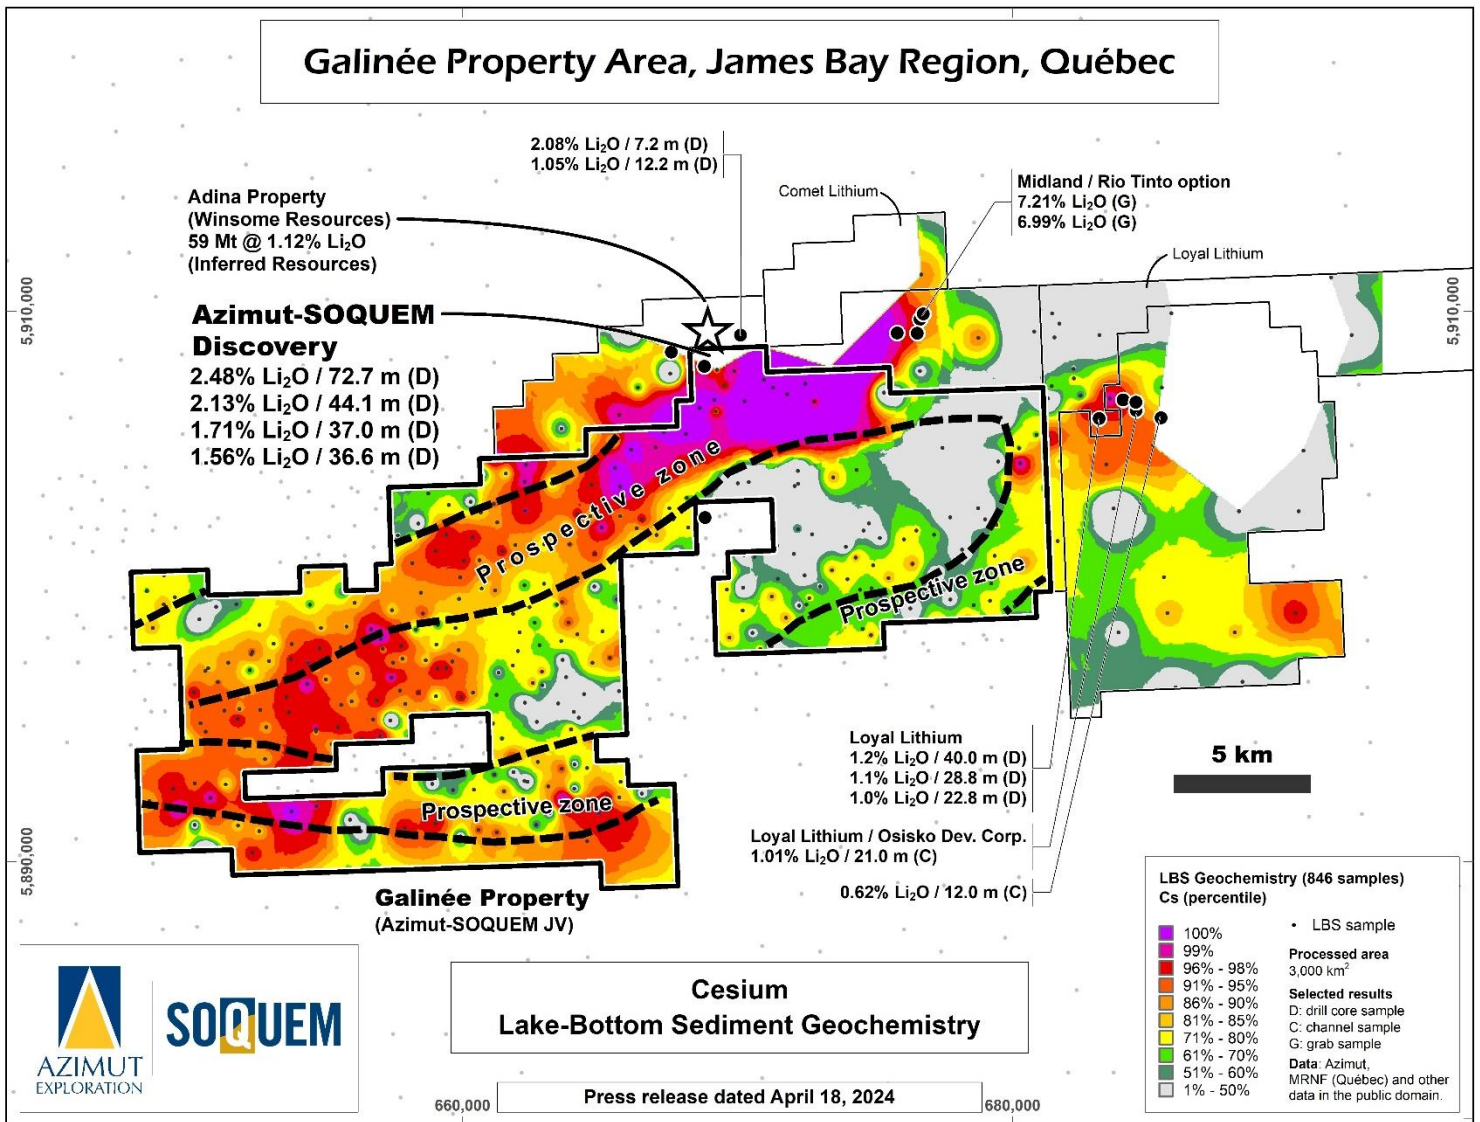 Galinée Property Area, James Bay Region, Québec
2.08% Li₂O / 7.2 m (D)
1.05% Li₂O / 12.2 m (D)
Adina Property
(Winsome Resources)
59 Mt @ 1.12% Li₂O
(Inferred Resources)
Comet Lithium
Midland / Rio Tinto option
7.21% Li₂O (G)
6.99% Li₂O (G)
Loyal Lithium
5,910,000
5,910,000
Azimut-SOQUEM
Discovery
2.48% Li₂O / 72.7 m (D)
2.13% Li₂O / 44.1 m (D)
1.71% Li₂O / 37.0 m (D)
1.56% Li₂O / 36.6 m (D)
Prospective zone
Prospective zone
Prospective zone
Loyal Lithium
1.2% Li₂O / 40.0 m (D)
1.1% Li₂O / 28.8 m (D)
1.0% Li₂O / 22.8 m (D)
5 km
Loyal Lithium / Osisko Dev. Corp.
1.01% Li₂O / 21.0 m (C)
0.62% Li₂O / 12.0 m (C)
5,890,000
Galinée Property
(Azimut-SOQUEM JV)
LBS Geochemistry (846 samples)
Cs (percentile)
100%
99%
96% - 98%
91% - 95%
86% - 90%
81% - 85%
71% - 80%
61% - 70%
51% - 60%
1% - 50%
LBS sample
Processed area
3,000 km²
Selected results
D: drill core sample
C: channel sample
G: grab sample
Data: Azimut,
MRNF (Québec) and other
data in the public domain.
AZIMUT
EXPLORATION
SOQUEM
Cesium
Lake-Bottom Sediment Geochemistry
660,000
Press release dated April 18, 2024
680,000